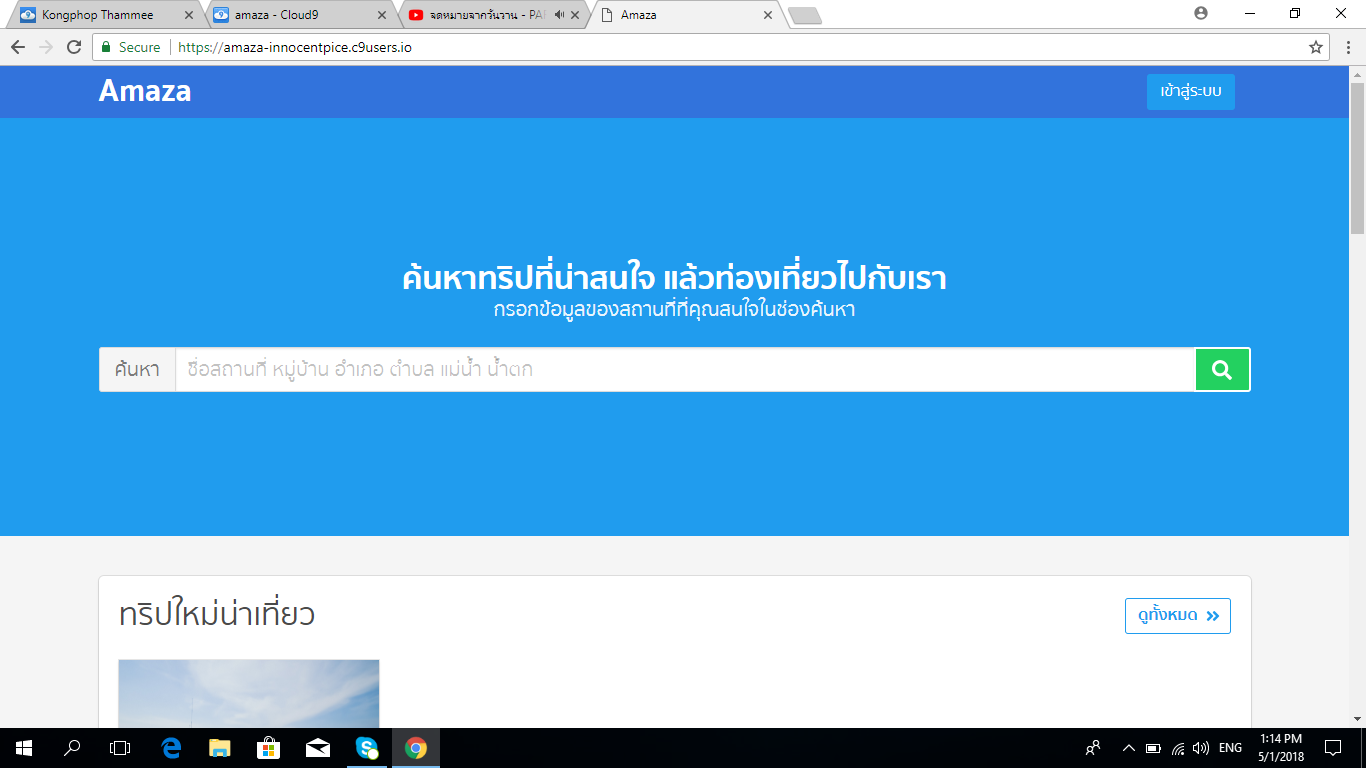 Kongphop Thammee
amaza - Cloud9
จดหมายจากวันวาน - PA
Amaza
Secure
https://amaza-innocentpice.c9users.io
Amaza
เข้าสู่ระบบ
ค้นหาทริปที่น่าสนใจ แล้วท่องเที่ยวไปกับเรา
กรอกข้อมูลของสถานที่ที่คุณสนใจในช่องค้นหา
ค้นหา
ชื่อสถานที่ หมู่บ้าน อำเภอ ตำบล แม่น้ำ น้ำตก
ทริปใหม่น่าเที่ยว
ดูทั้งหมด
ENG
1:14 PM
5/1/2018